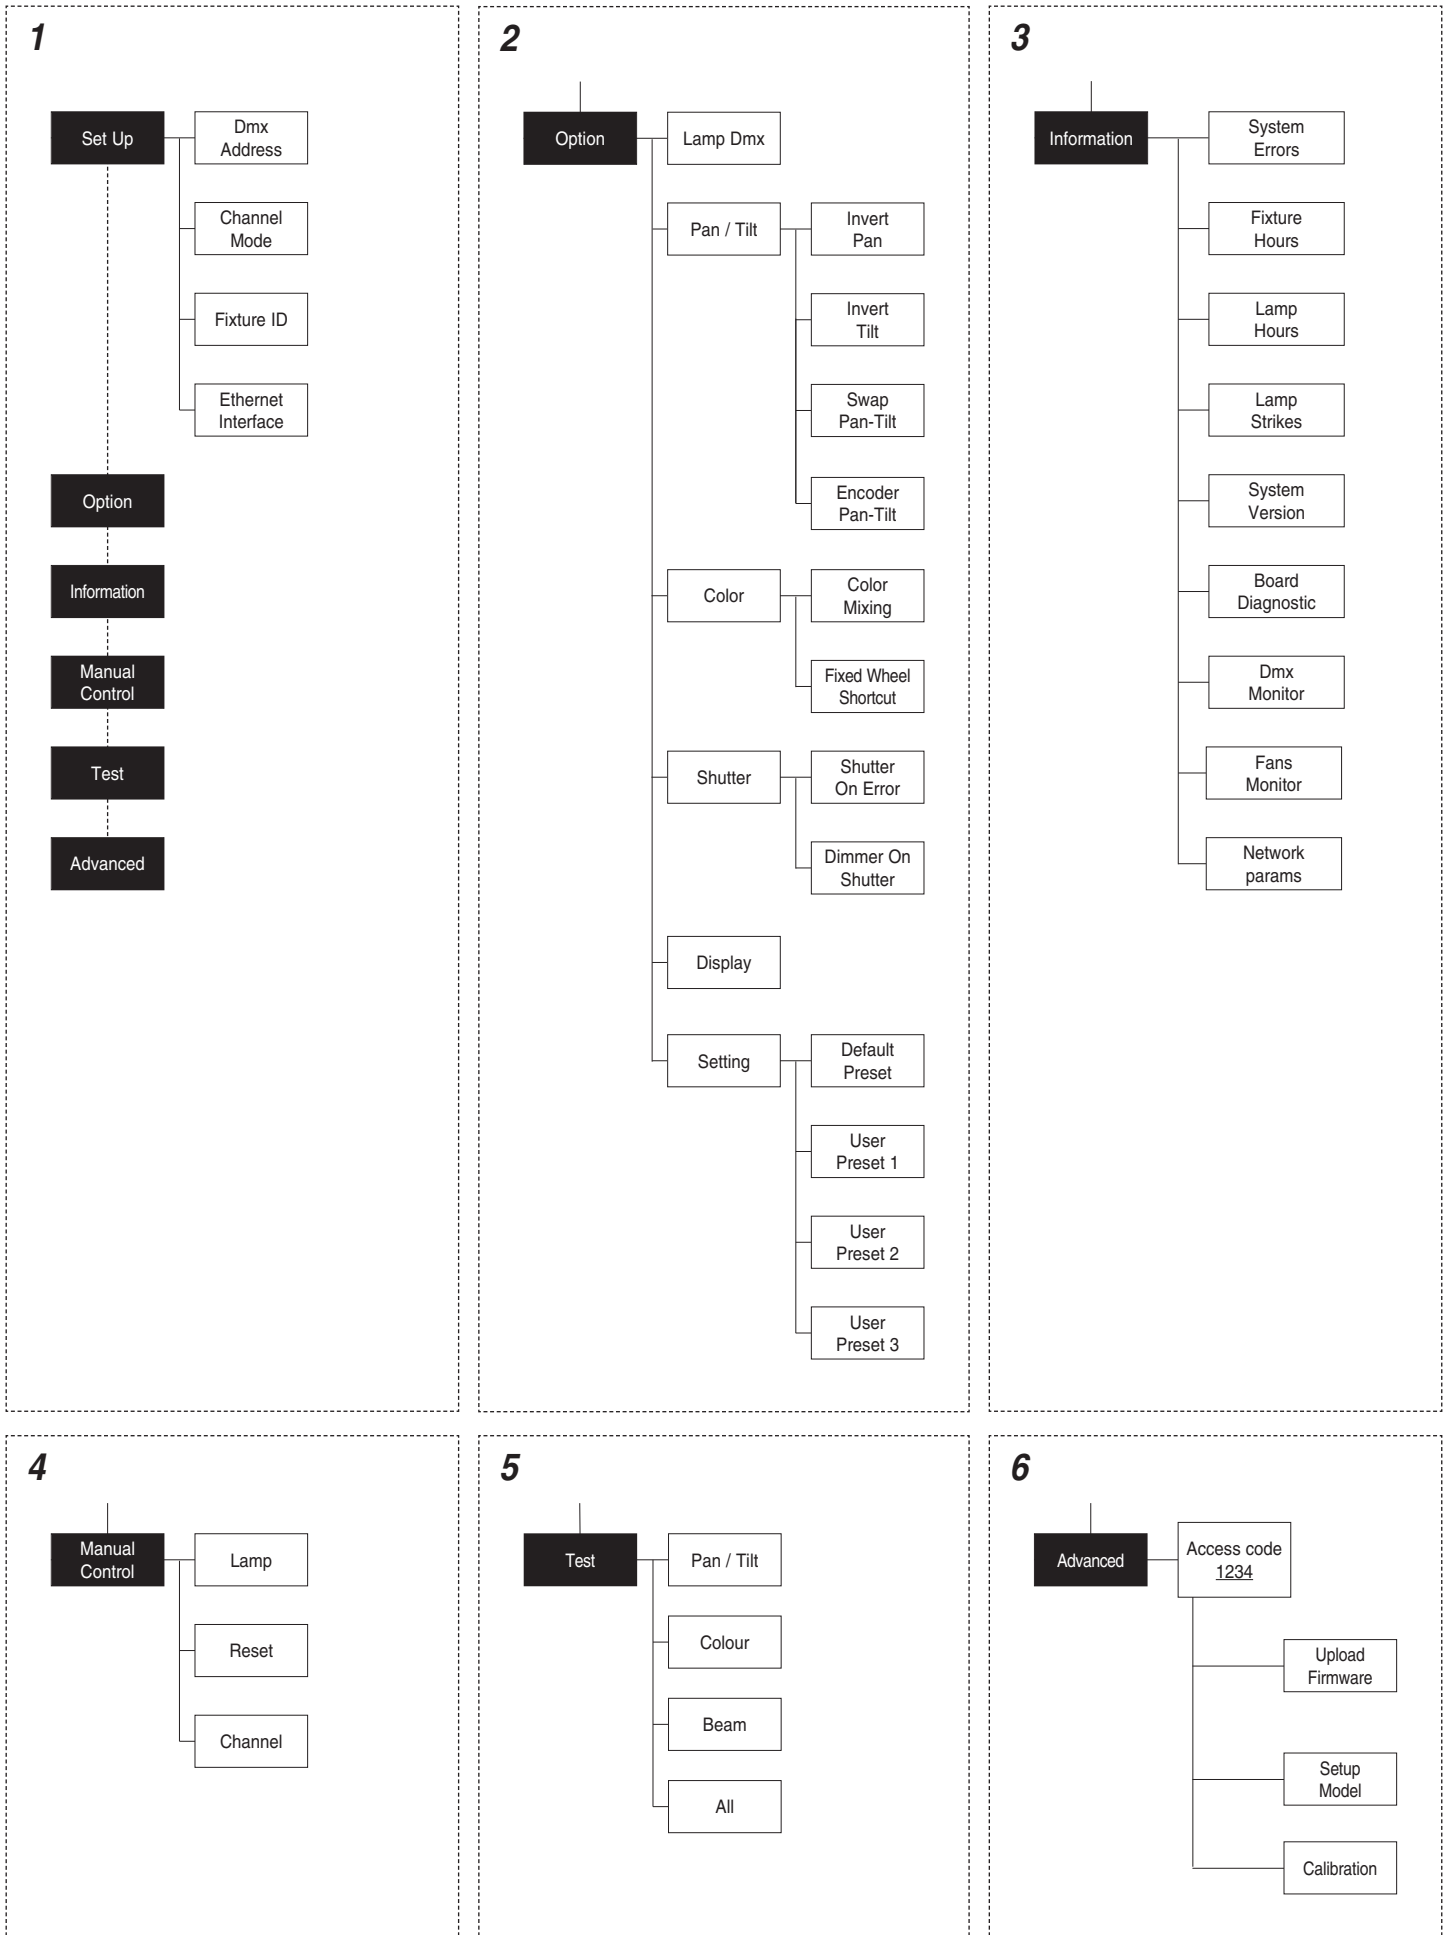 1
Set Up
Dmx
Address
Channel
Mode
Fixture ID
Ethernet
Interface
Option
Information
Manual
Control
Test
Advanced
2
Option
Lamp Dmx
Pan / Tilt
Invert
Pan
Invert
Tilt
Swap
Pan-Tilt
Encoder
Pan-Tilt
Color
Color
Mixing
Fixed Wheel
Shortcut
Shutter
Shutter
On Error
Dimmer On
Shutter
Display
Setting
Default
Preset
User
Preset 1
User
Preset 2
User
Preset 3
3
Information
System
Errors
Fixture
Hours
Lamp
Hours
Lamp
Strikes
System
Version
Board
Diagnostic
Dmx
Monitor
Fans
Monitor
Network
params
4
Manual
Control
Lamp
Reset
Channel
5
Test
Pan / Tilt
Colour
Beam
All
6
Advanced
Access code
1234
Upload
Firmware
Setup
Model
Calibration